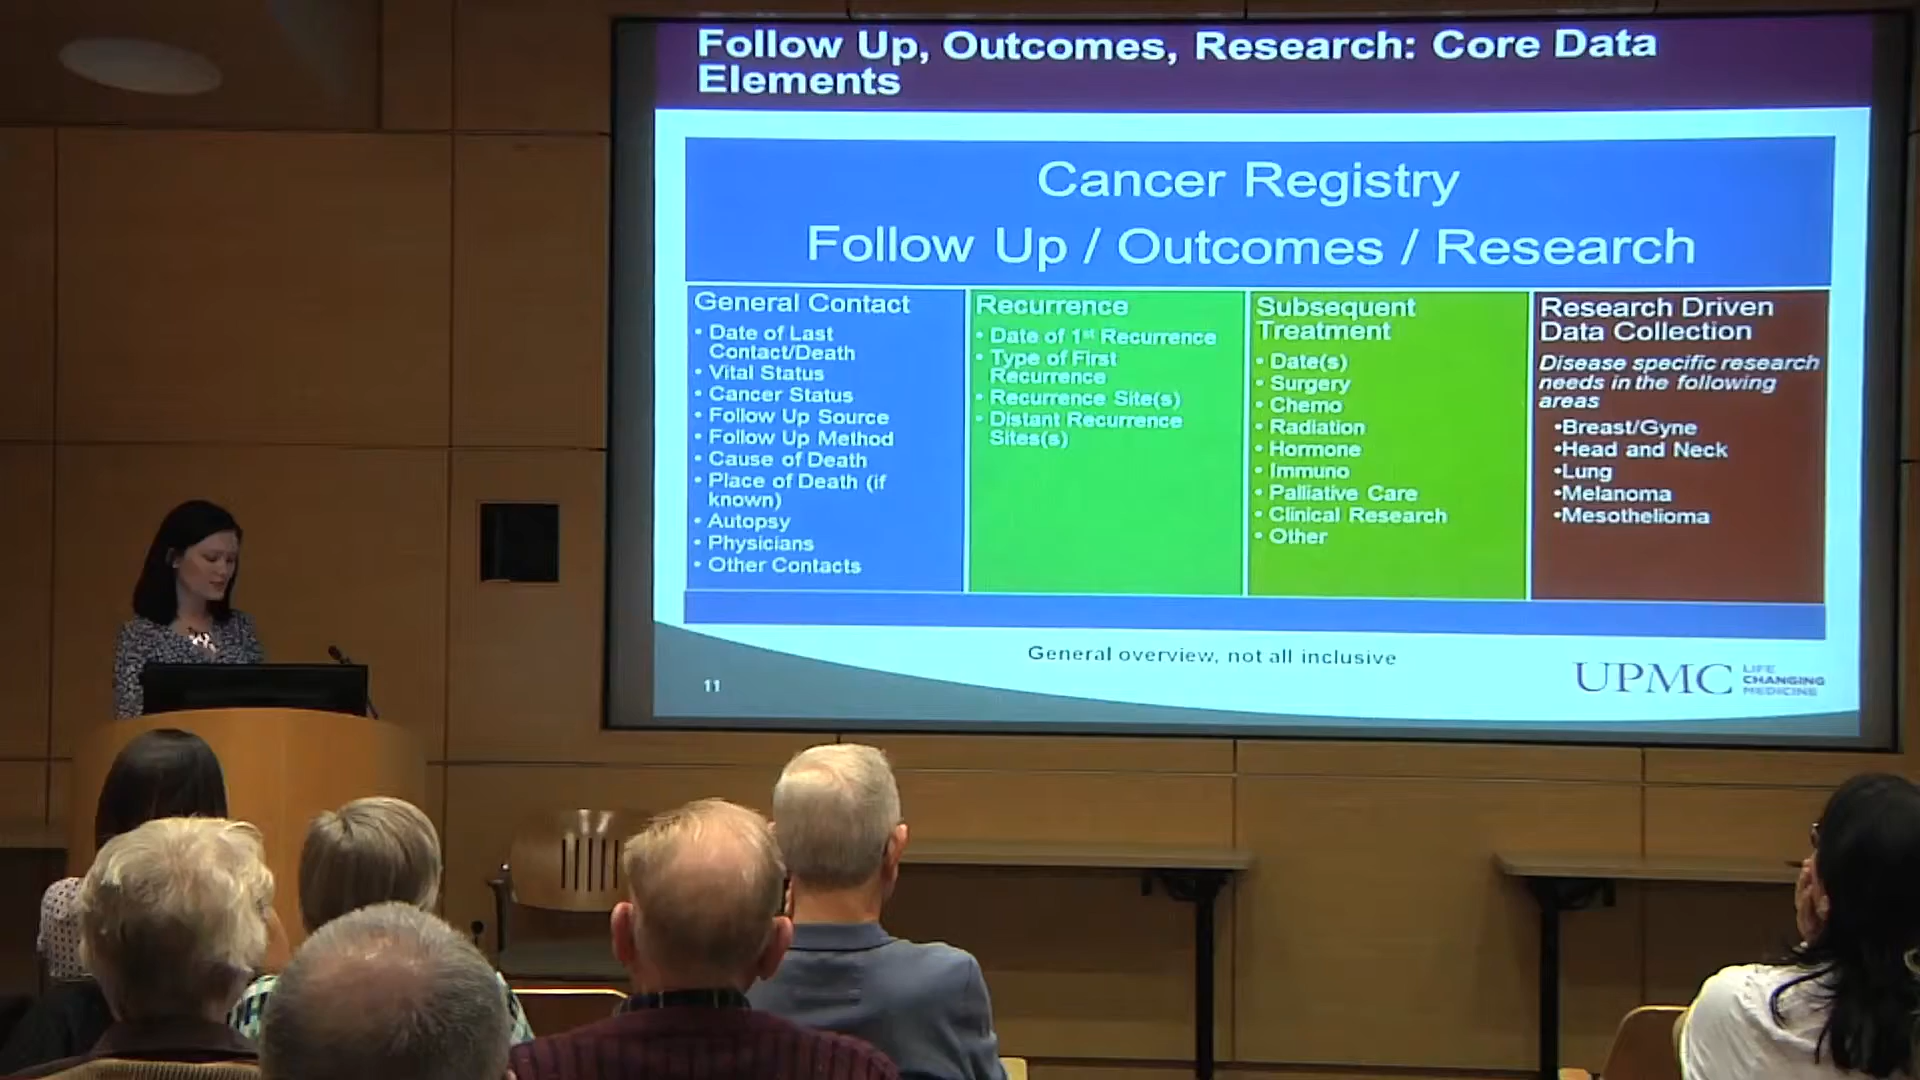 Follow Up, Outcomes, Research: Core Data
Elements
Cancer Registry
Follow Up / Outcomes / Research
General Contact
• Date of Last
Contact/Death
• Vital Status
• Cancer Status
• Follow Up Source
• Follow Up Method
• Cause of Death
• Place of Death (if
known)
• Autopsy
• Physicians
• Other Contacts
Recurrence
• Date of 1st Recurrence
• Type of First
Recurrence
• Recurrence Site(s)
• Distant Recurrence
Sites(s)
Subsequent
Treatment
• Date(s)
• Surgery
• Chemo
• Radiation
• Hormone
• Immuno
• Palliative Care
• Clinical Research
• Other
Research Driven
Data Collection
Disease specific research
needs in the following
areas
•Breast/Gyne
•Head and Neck
•Lung
•Melanoma
•Mesothelioma
General overview, not all inclusive
11
UPMC
LIFE
CHANGING
MEDICINE